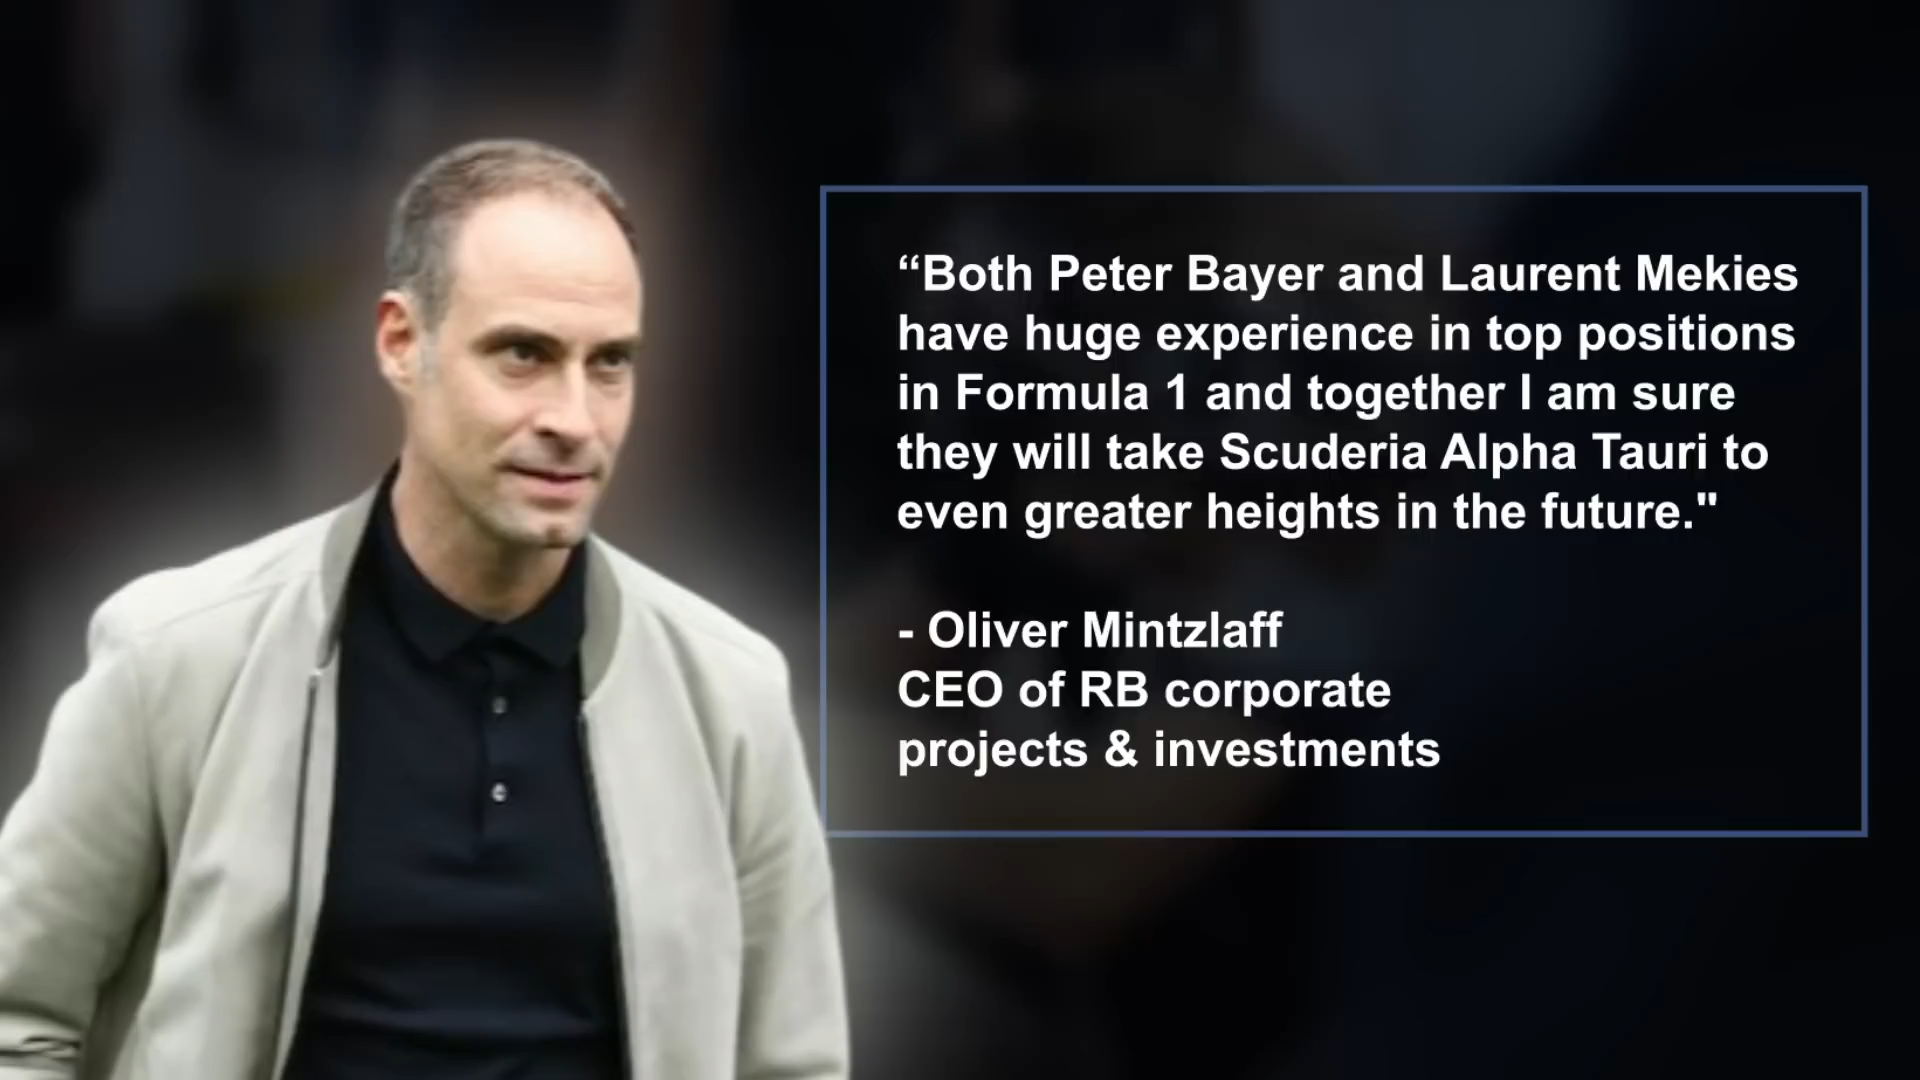 “Both Peter Bayer and Laurent Mekies
have huge experience in top positions
in Formula 1 and together I am sure
they will take Scuderia Alpha Tauri to
even greater heights in the future."
- Oliver Mintzlaff
CEO of RB corporate
projects & investments